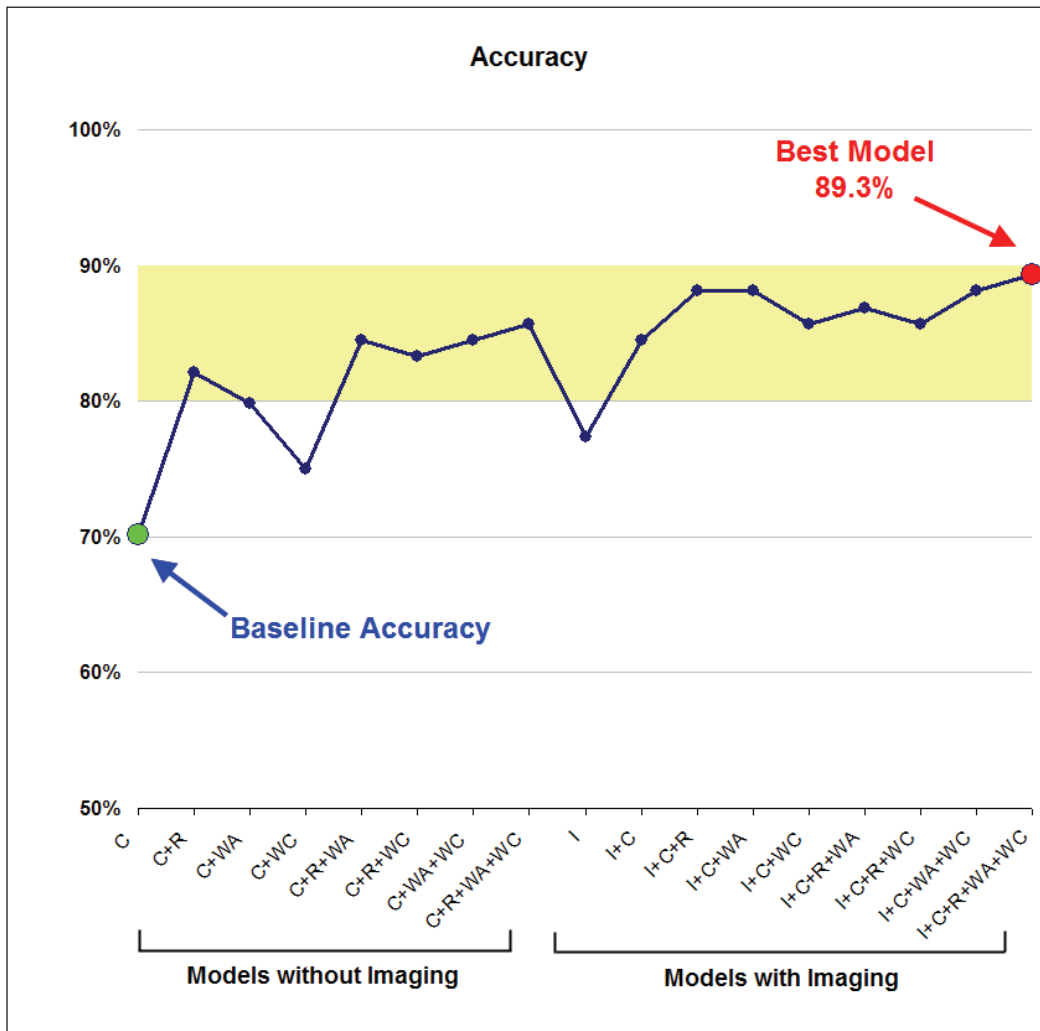 Accuracy
100%
Best Model
89.3%
90%
80%
70%
Baseline Accuracy
60%
50%
C
C+R
C+WA
C+WC
C+R+WA
C+R+WC
C+WA+WC
C+R+WA+WC
I
I+C
I+C+R
I+C+WA
I+C+WC
I+C+R+WA
I+C+R+WC
I+C+WA+WC
I+C+R+WA+WC
Models without Imaging
Models with Imaging